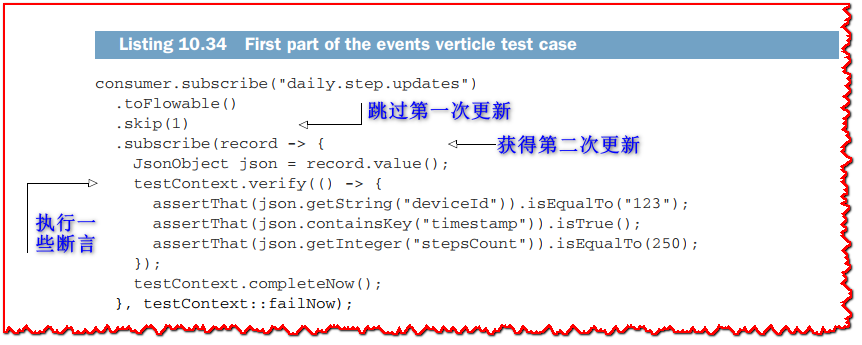 Listing 10.34 First part of the events verticle test case
consumer.subscribe("daily.step.updates")
.toFlowable()
跳过第一次更新
.skip(1)
.subscribe(record -> {
获得第二次更新
JsonObject json = record.value();
testContext.verify(() -> {
执行一
些断言
assertThat(json.getString("deviceId")).isEqualTo("123");
assertThat(json.containsKey("timestamp")).isTrue();
assertThat(json.getInteger("stepsCount")).isEqualTo(250);
});
testContext.completeNow();
}, testContext::failNow);